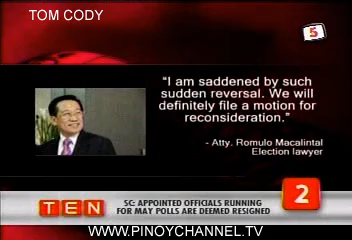 TOM CODY
5
"I am saddened by such
sudden reversal. We will
definitely file a motion for
reconsideration."
- Atty. Romulo Macalintal
Election lawyer
TEN
SC: APPOINTED OFFICIALS RUNNING
FOR MAY POLLS ARE DEEMED RESIGNED
2
WWW.PINOYCHANNEL.TV